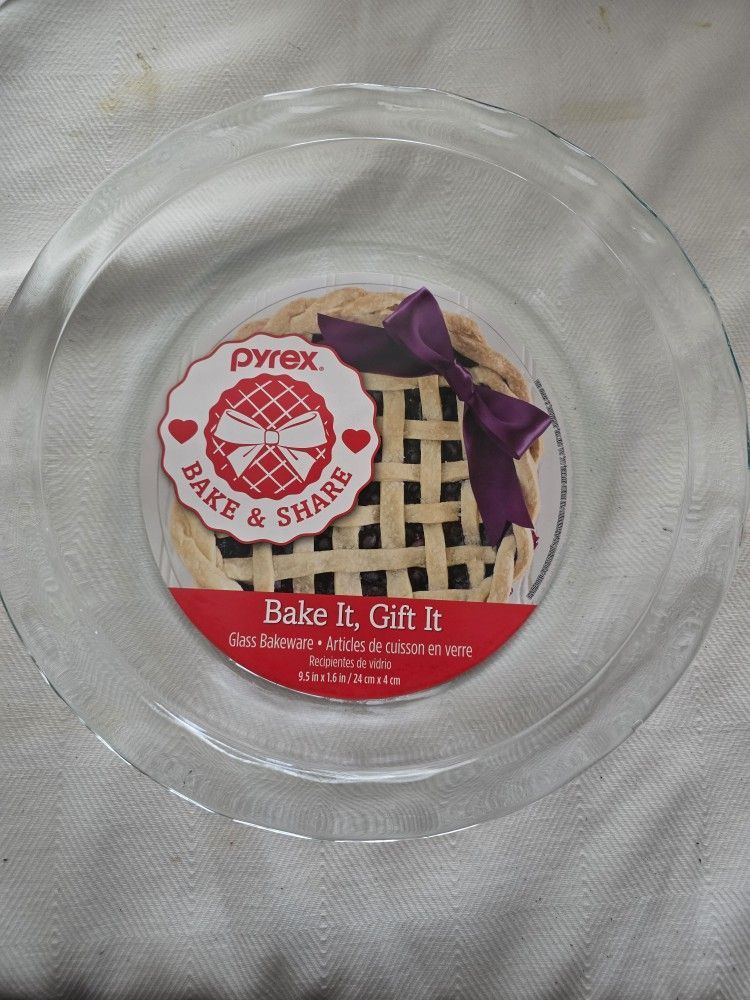 PYREX®
BAKE & SHARE
Bake It, Gift It
Glass Bakeware • Articles de cuisson en verre
Recipientes de vidrio
9.5 in x 1.6 in / 24 cm x 4 cm